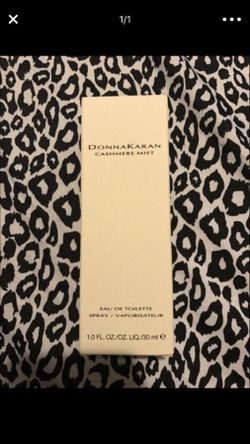 1/1
DONNAKARAN
CASHMERE MIST
EAU DE TOILETTE
SPRAY / VAPORISATEUR
1.0 FL. OZ./OZ. LIQ./30 ml e